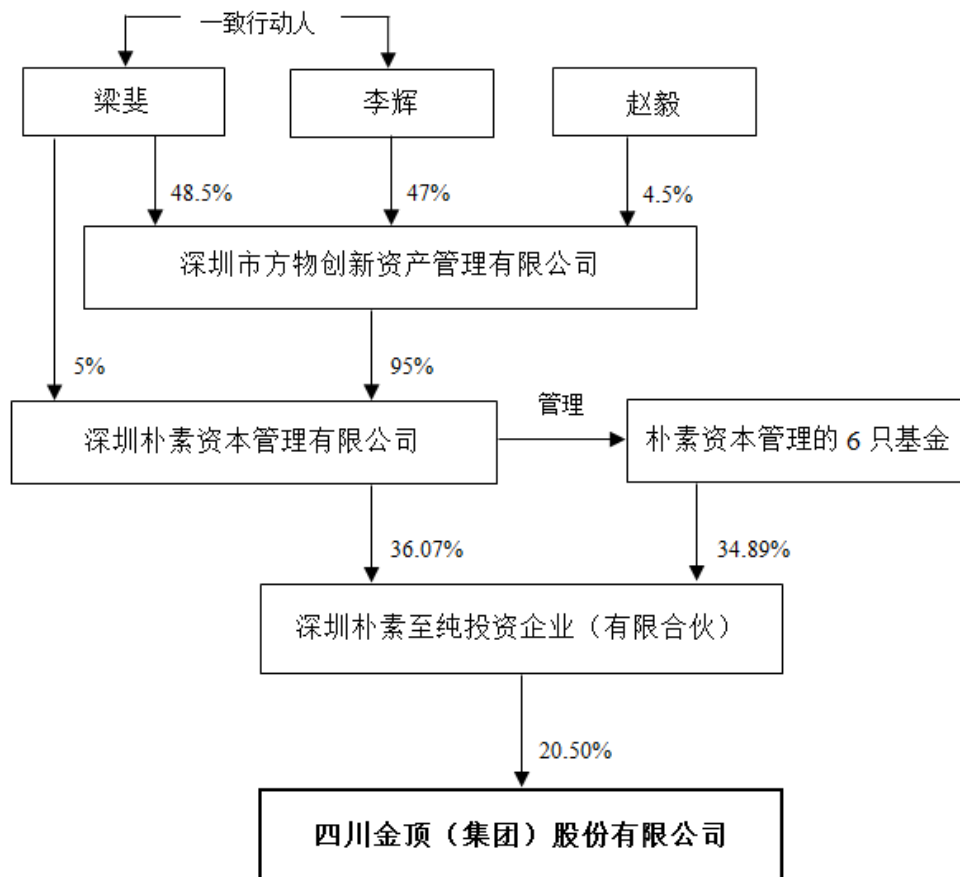 一致行动人
梁斐
李辉
赵毅
48.5%
47%
4.5%
深圳市方物创新资产管理有限公司
5%
95%
管理
深圳朴素资本管理有限公司
朴素资本管理的 6 只基金
36.07%
34.89%
深圳朴素至纯投资企业（有限合伙）
20.50%
四川金顶（集团）股份有限公司